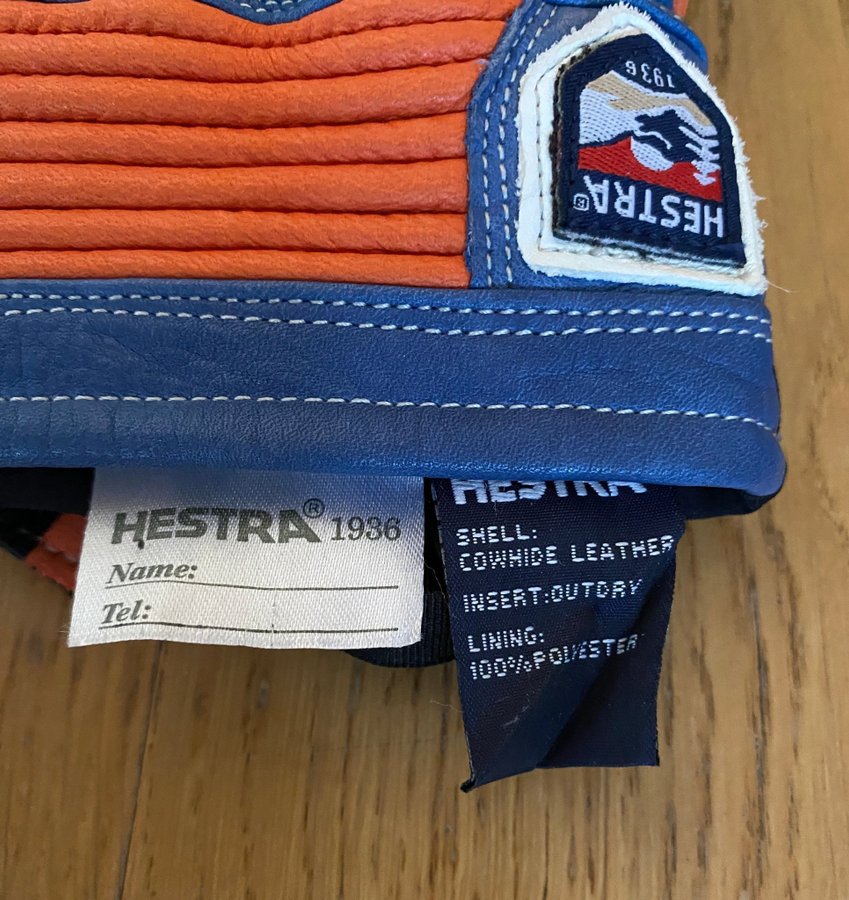 1936
HESTRA®
HESTRA® 1936
Name:
Tel:
HESTRA
SHELL:
COWHIDE LEATHER
INSERT:OUTDRY
LINING:
100%POLYESTER